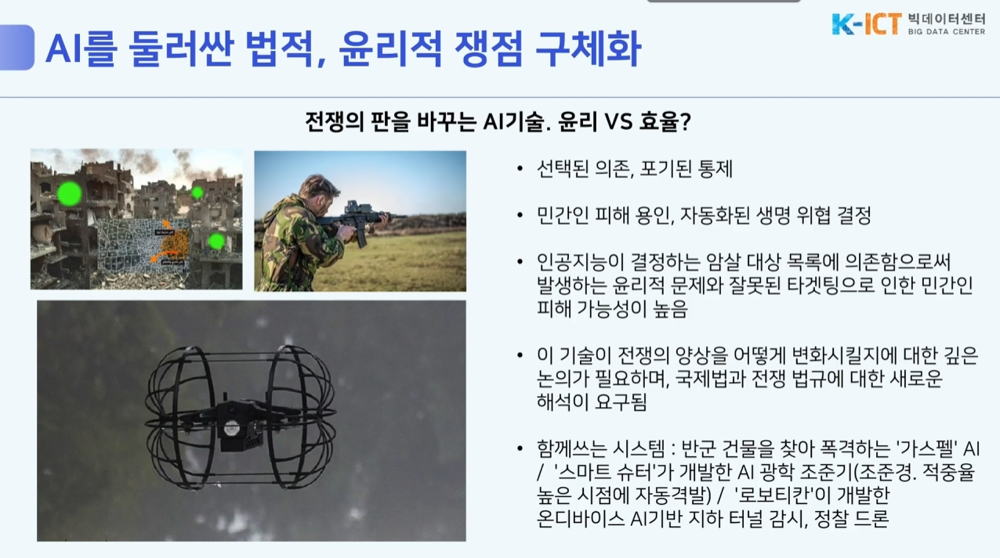 K-ICT 빅데이터센터
BIG DATA CENTER
AI를 둘러싼 법적, 윤리적 쟁점 구체화
전쟁의 판을 바꾸는 AI기술. 윤리 VS 효율?
• 선택된 의존, 포기된 통제
• 민간인 피해 용인, 자동화된 생명 위협 결정
• 인공지능이 결정하는 암살 대상 목록에 의존함으로써
발생하는 윤리적 문제와 잘못된 타겟팅으로 인한 민간인
피해 가능성이 높음
• 이 기술이 전쟁의 양상을 어떻게 변화시킬지에 대한 깊은
논의가 필요하며, 국제법과 전쟁 법규에 대한 새로운
해석이 요구됨
• 함께쓰는 시스템 : 반군 건물을 찾아 폭격하는 '가스펠' AI
/ '스마트 슈터'가 개발한 AI 광학 조준기(조준경. 적중율
높은 시점에 자동격발) / '로보티칸'이 개발한
온디바이스 AI기반 지하 터널 감시, 정찰 드론